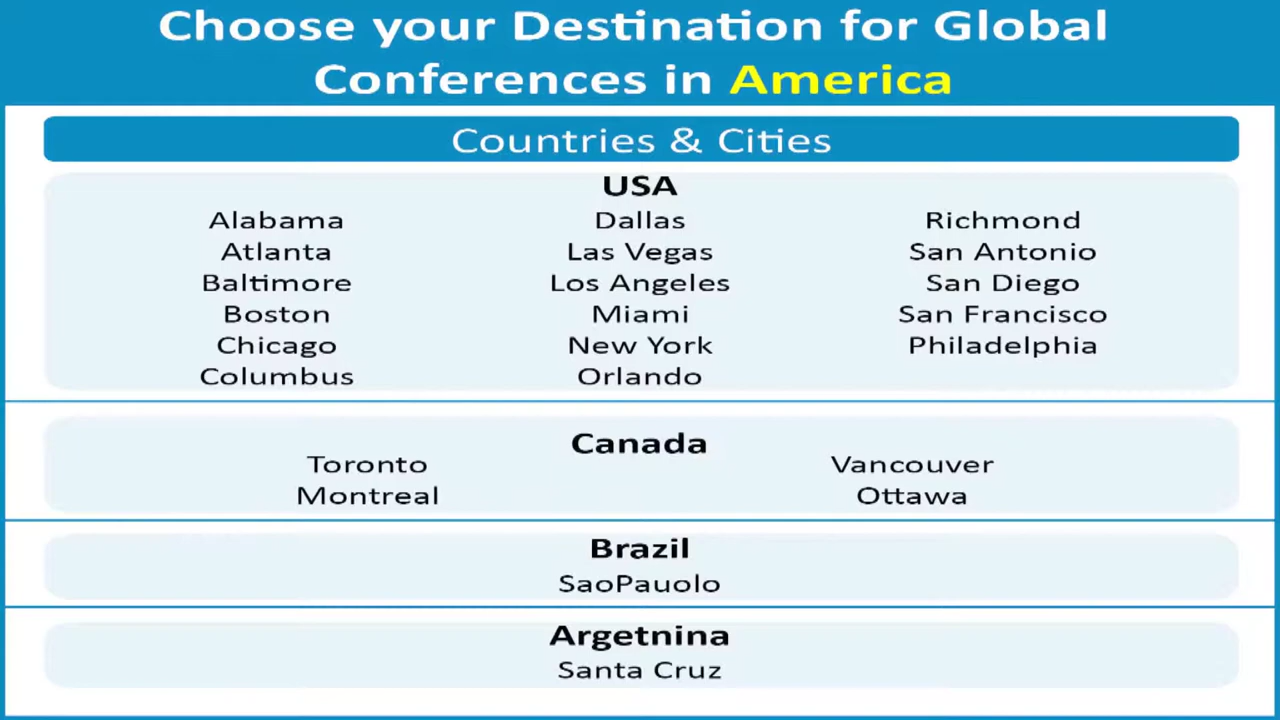 Choose your Destination for Global
Conferences in America
Countries & Cities
USA
Alabama Dallas Richmond
Atlanta Las Vegas San Antonio
Baltimore Los Angeles San Diego
Boston Miami San Francisco
Chicago New York Philadelphia
Columbus Orlando
Canada
Toronto Vancouver
Montreal Ottawa
Brazil
SaoPauolo
Argetnina
Santa Cruz